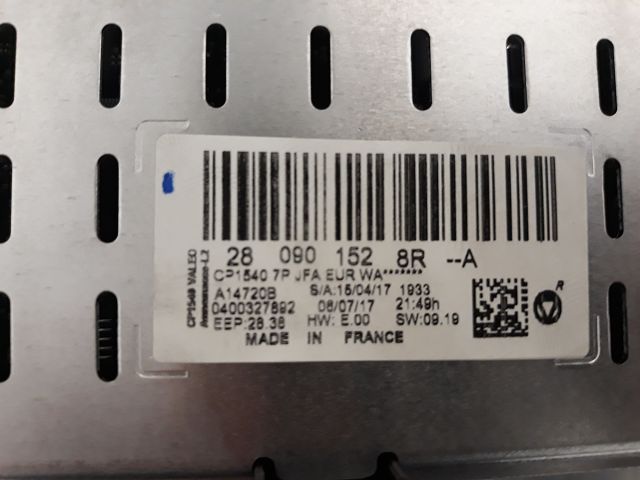 28 090 152 8R --A
CP1540 7P JFA EUR WA*******
A14720B S/A:15/04/17 1933
0400327892 06/07/17 21:49h
EEP:28.38 HW: E.00 SW:09.19
MADE IN FRANCE
CP1540 VALEO
R